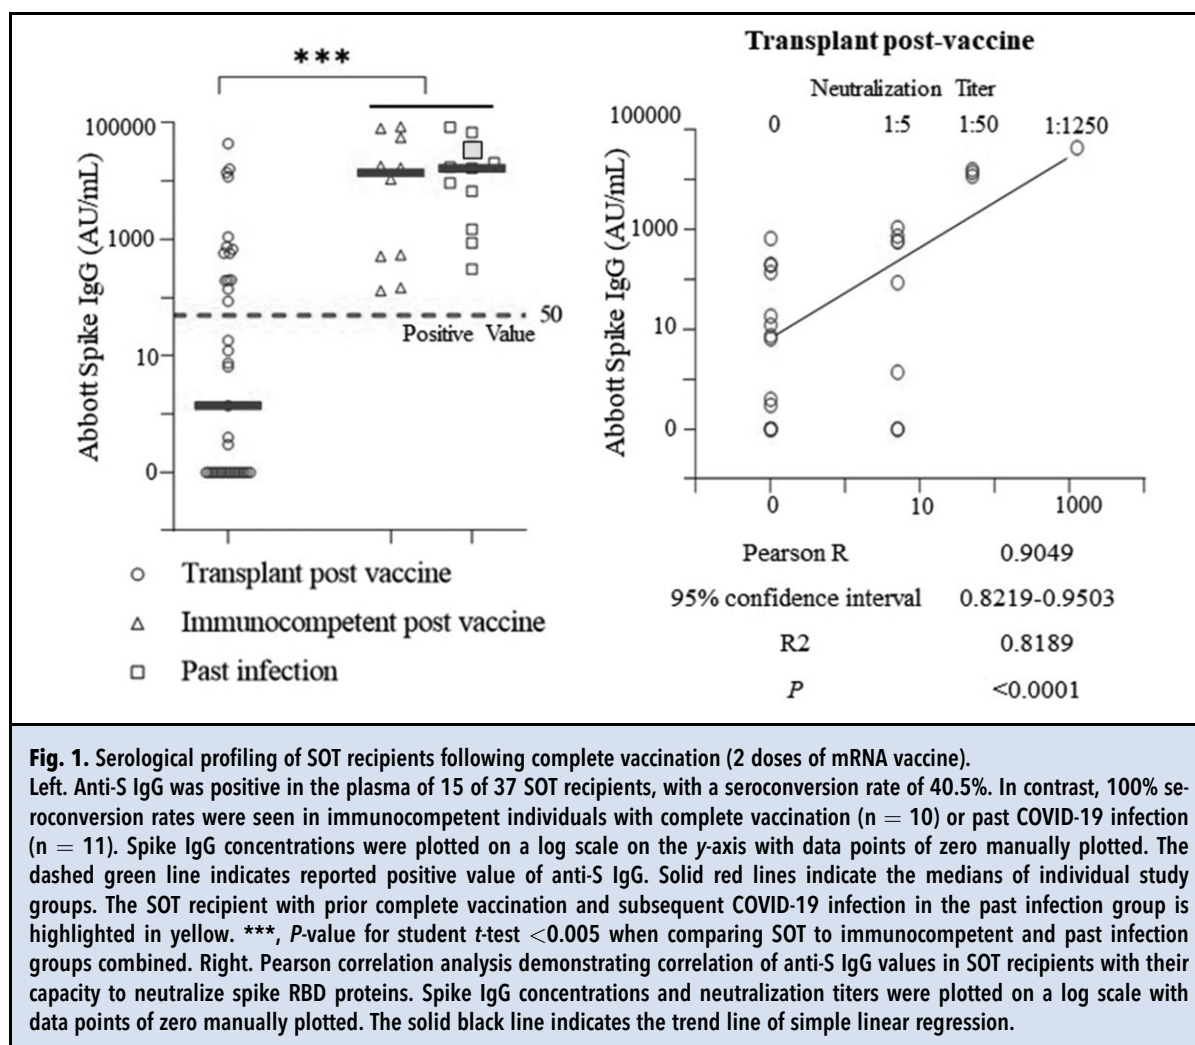 ***
Abbott Spike IgG (AU/mL)
100000
1000
10
0
50
Positive Value
Transplant post vaccine
Immunocompetent post vaccine
Past infection
Transplant post-vaccine
Neutralization Titer
0 1:5 1:50 1:1250
Abbott Spike IgG (AU/mL)
100000
1000
10
0
0 10 1000
Pearson R 0.9049
95% confidence interval 0.8219-0.9503
R2 0.8189
P <0.0001
Fig. 1. Serological profiling of SOT recipients following complete vaccination (2 doses of mRNA vaccine).
Left. Anti-S IgG was positive in the plasma of 15 of 37 SOT recipients, with a seroconversion rate of 40.5%. In contrast, 100% se-
roconversion rates were seen in immunocompetent individuals with complete vaccination (n = 10) or past COVID-19 infection
(n = 11). Spike IgG concentrations were plotted on a log scale on the y-axis with data points of zero manually plotted. The
dashed green line indicates reported positive value of anti-S IgG. Solid red lines indicate the medians of individual study
groups. The SOT recipient with prior complete vaccination and subsequent COVID-19 infection in the past infection group is
highlighted in yellow. ***, P-value for student t-test <0.005 when comparing SOT to immunocompetent and past infection
groups combined. Right. Pearson correlation analysis demonstrating correlation of anti-S IgG values in SOT recipients with their
capacity to neutralize spike RBD proteins. Spike IgG concentrations and neutralization titers were plotted on a log scale with
data points of zero manually plotted. The solid black line indicates the trend line of simple linear regression.